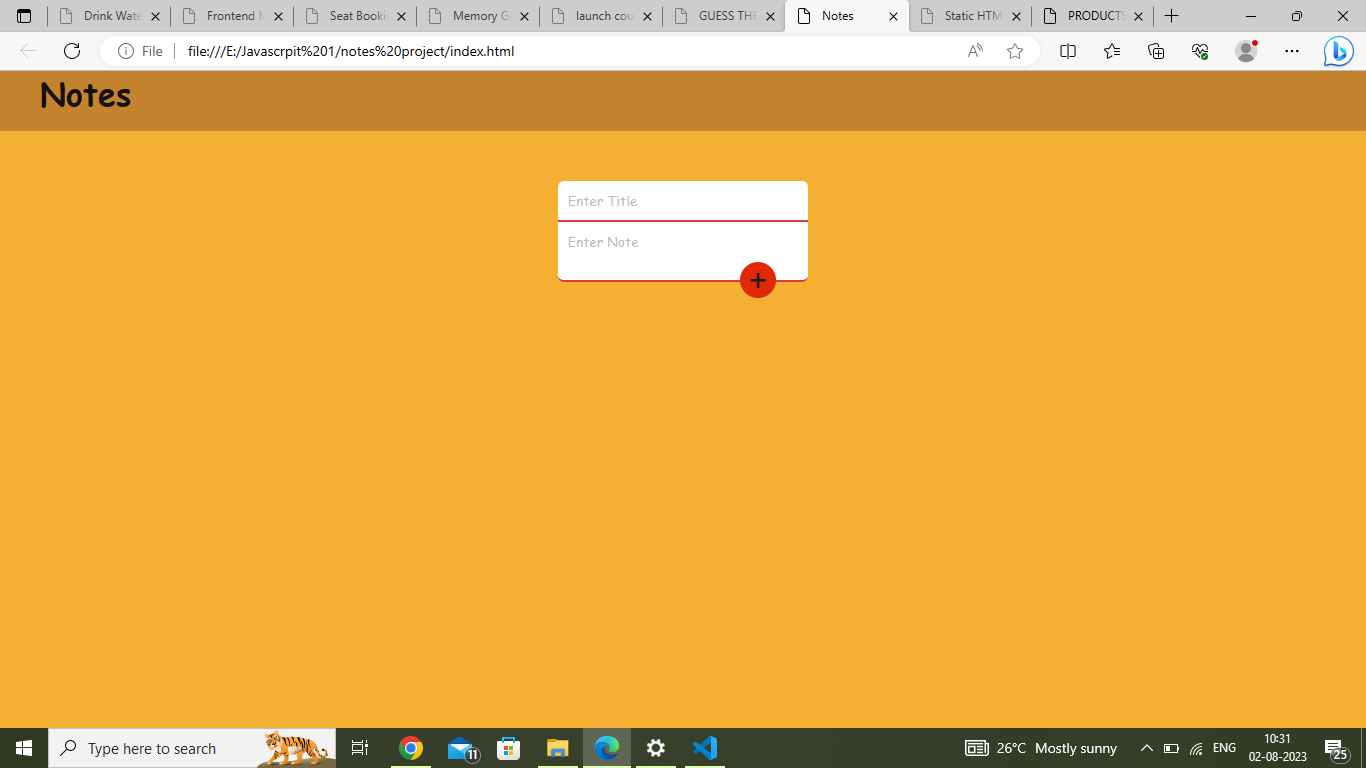 Drink Wate
Frontend M
Seat Booki
Memory G
launch cou
GUESS THE
Notes
Static HTM
PRODUCTS
File
file:///E:/Javascrpit%201/notes%20project/index.html
Notes
Enter Title
Enter Note
+
Type here to search
11
26°C Mostly sunny
ENG
10:31
02-08-2023
25